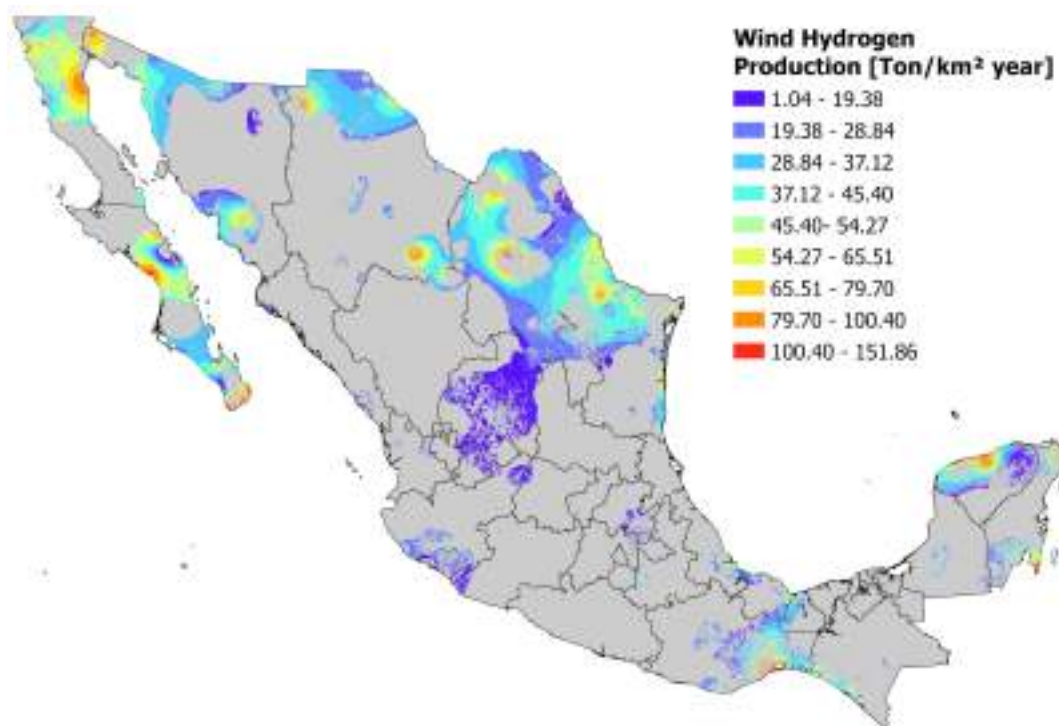 Wind Hydrogen
Production [Ton/km² year]
1.04 - 19.38
19.38 - 28.84
28.84 - 37.12
37.12 - 45.40
45.40- 54.27
54.27 - 65.51
65.51 - 79.70
79.70 - 100.40
100.40 - 151.86